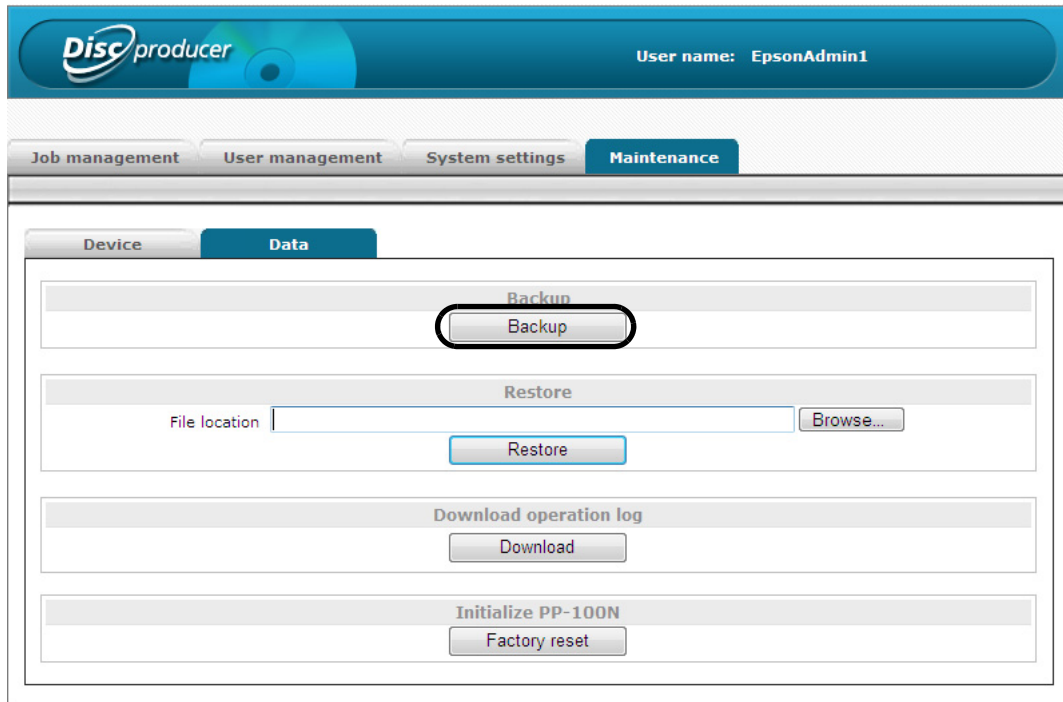 Disc producer
User name: EpsonAdmin1
Job management User management System settings Maintenance
Device Data
Backup
Backup
Restore
File location Browse...
Restore
Download operation log
Download
Initialize PP-100N
Factory reset